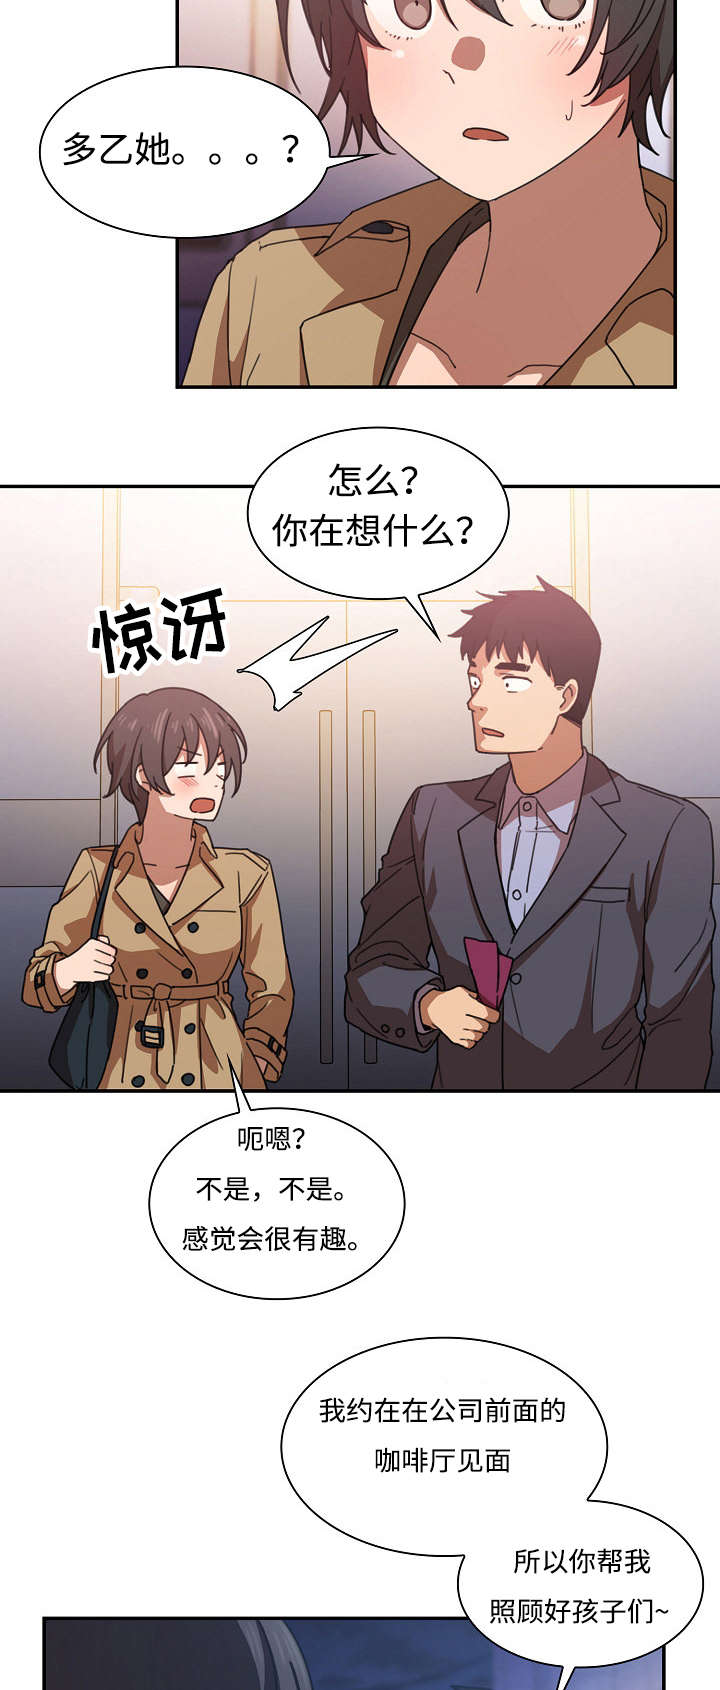 多乙她。。。?
怎么?
你在想什么?
惊讶
呃嗯?
不是，不是。
感觉会很有趣。
我约在在公司前面的
咖啡厅见面
所以你帮我
照顾好孩子们~